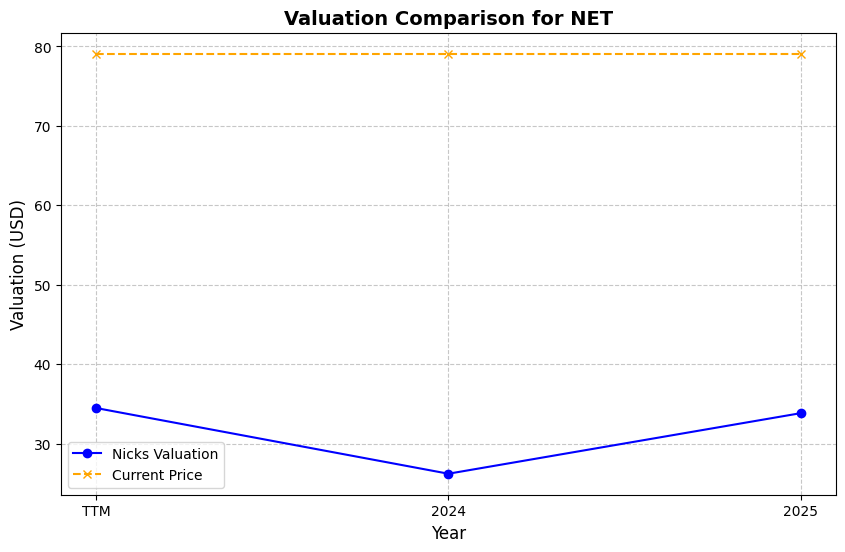 Valuation Comparison for NET
Valuation (USD)
80
70
60
50
40
30
Nicks Valuation
Current Price
TTM
2024
2025
Year